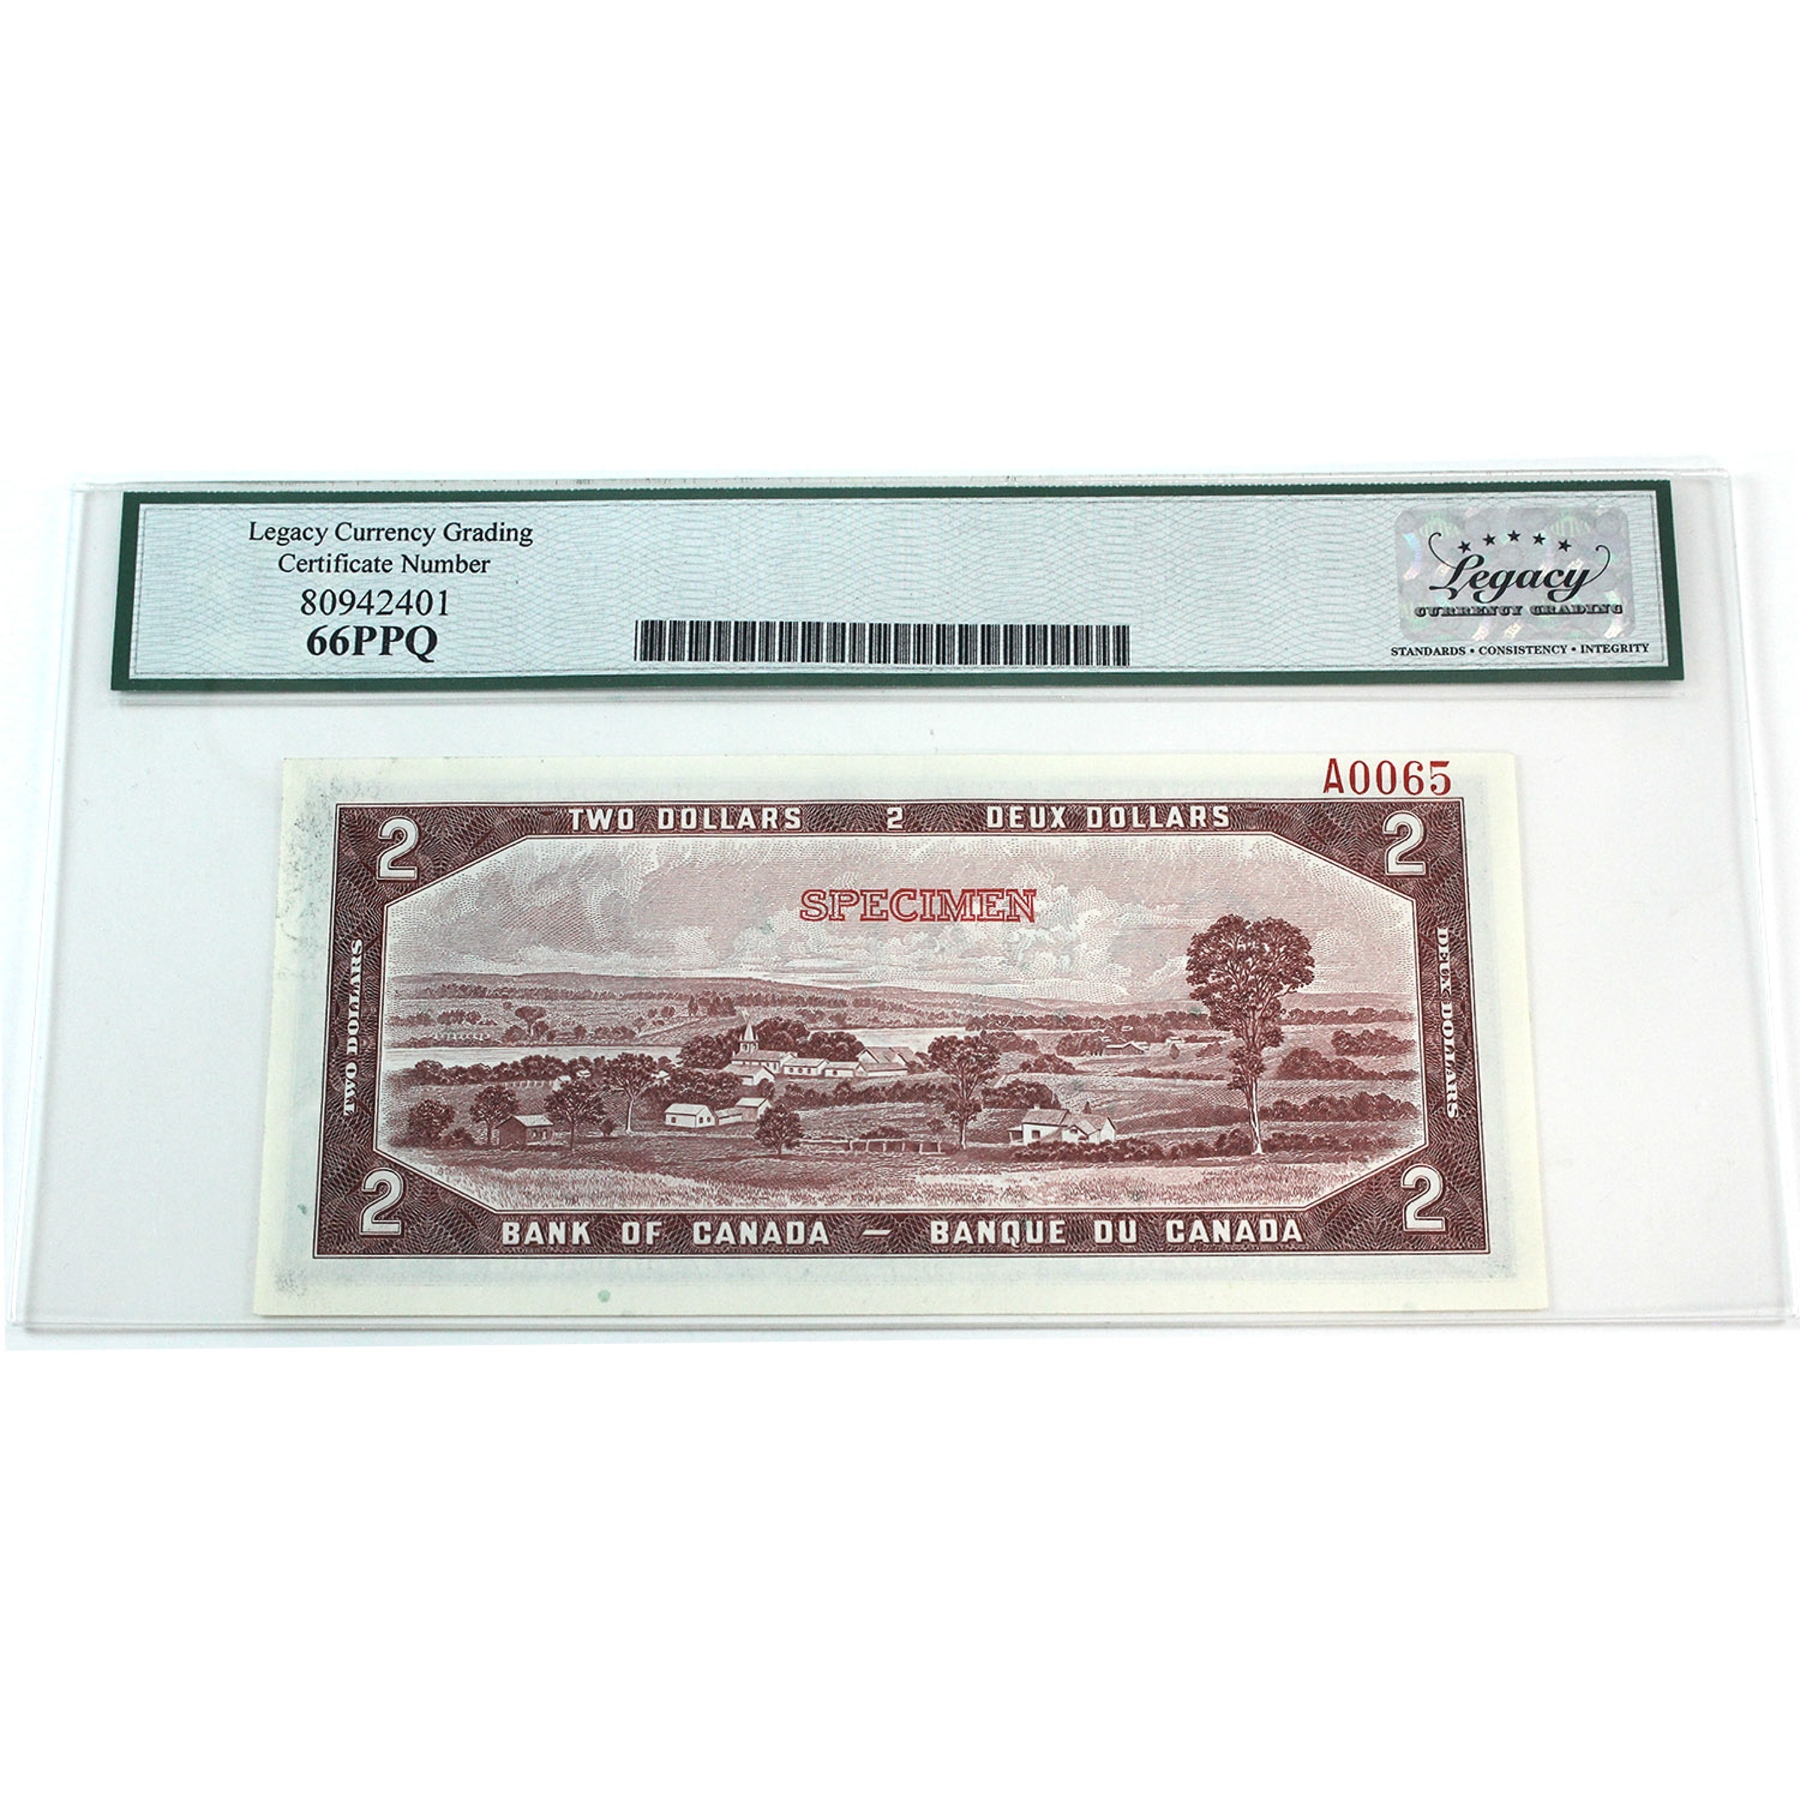 Legacy Currency Grading
Certificate Number
80942401
66PPQ
★★★★★
Legacy
CURRENCY GRADING
STANDARDS • CONSISTENCY • INTEGRITY
A0065
TWO DOLLARS 2 DEUX DOLLARS
2 2
SPECIMEN
TWO DOLLARS
DEUX DOLLARS
2 2
BANK OF CANADA — BANQUE DU CANADA